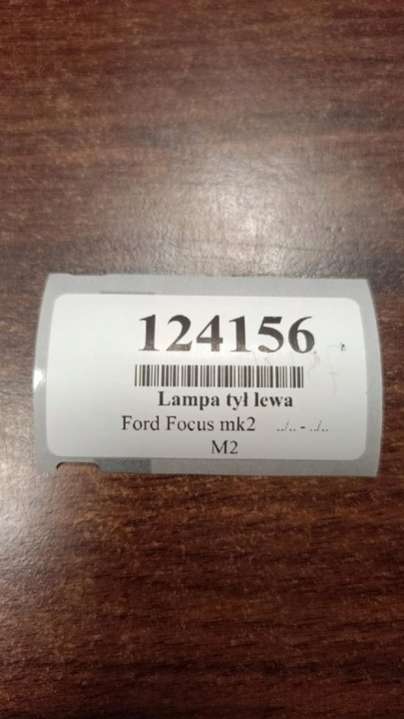 124156
Lampa tył lewa
Ford Focus mk2 ../.. - ../..
M2